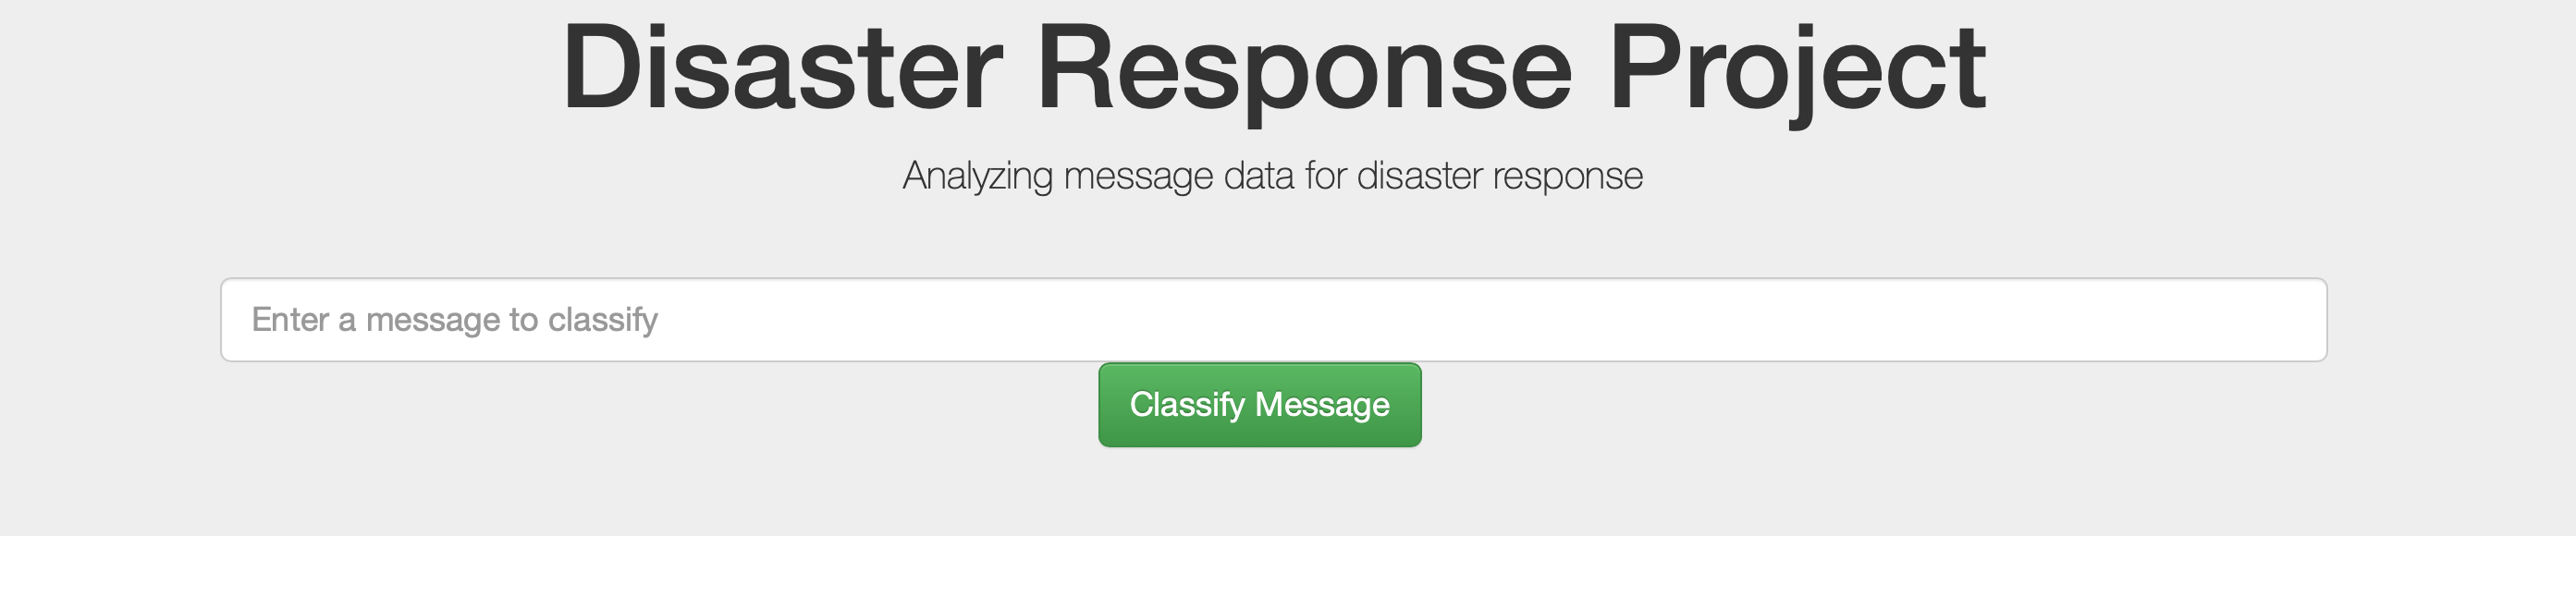 Disaster Response Project
Analyzing message data for disaster response
Enter a message to classify
Classify Message